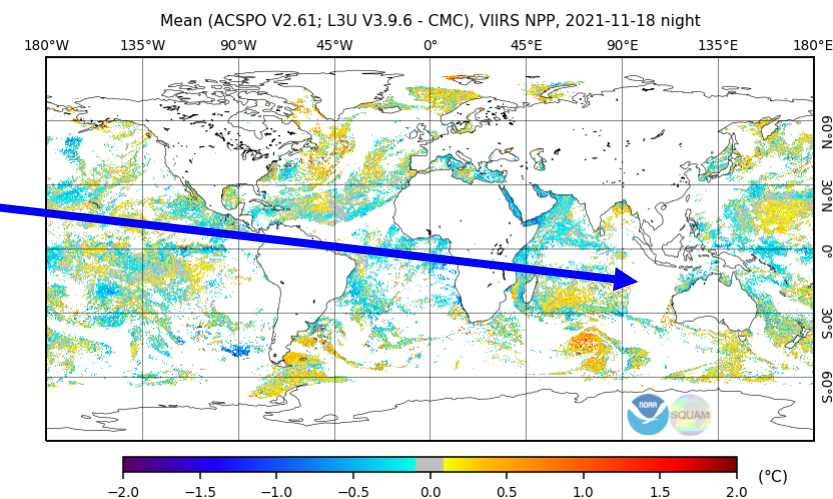 Mean (ACSPO V2.61; L3U V3.9.6 - CMC), VIIRS NPP, 2021-11-18 night
180°W 135°W 90°W 45°W 0° 45°E 90°E 135°E 180°E
60°N
30°N
0°
30°S
60°S
NOAA SQUAM
−2.0 −1.5 −1.0 −0.5 0.0 0.5 1.0 1.5 2.0 (°C)